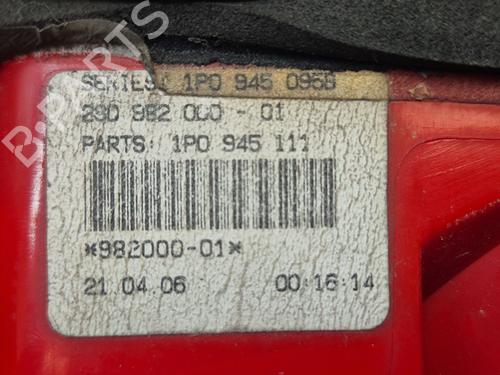 SERIES: 1P0 945 095B
290 982 000 - 01
PARTS: 1P0 945 111
*982000-01*
21.04.06 00:16:14
B-PARTS